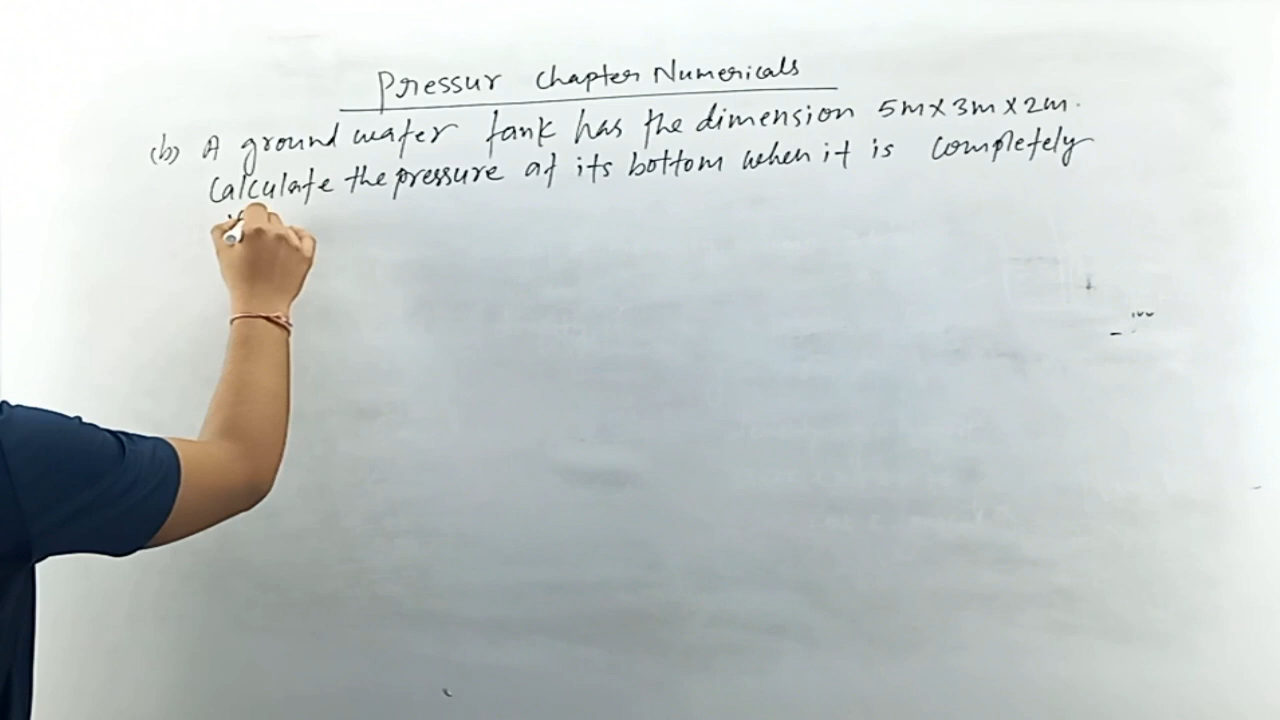 Pressur Chapter Numericals
(b) A ground water tank has the dimension 5m×3m×2m.
Calculate the pressure at its bottom when it is completely